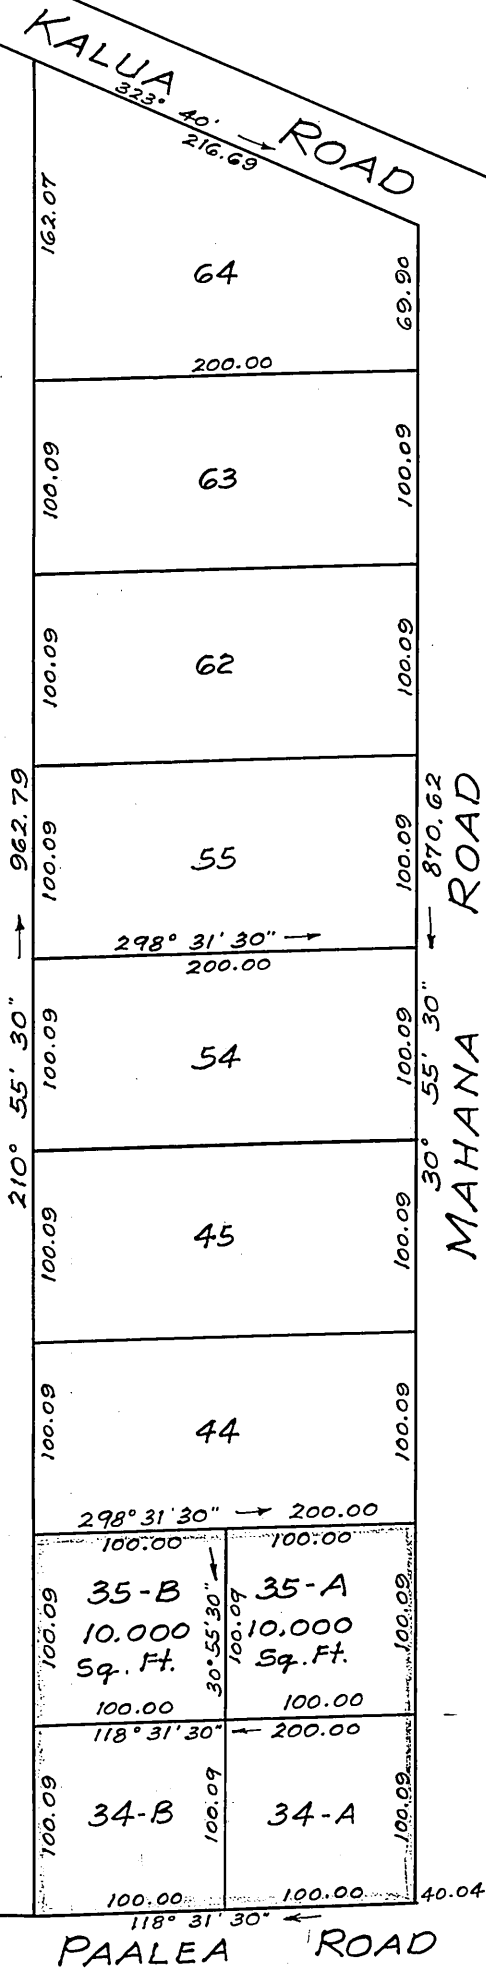 KALUA ROAD
323° 40' →
216.69
162.07
64
69.90
200.00
100.09
63
100.09
100.09
62
100.09
210° 55' 30" → 962.79
100.09
55
100.09
30° 55' 30" ← 870.62
MAHANA ROAD
298° 31' 30" →
200.00
100.09
54
100.09
100.09
45
100.09
100.09
44
100.09
298° 31' 30" → 200.00
100.00 100.00
100.09
35-B
10.000
Sq. Ft.
30° 55' 30"
100.09
35-A
10.000
Sq. Ft.
100.09
100.00 100.00
118° 31' 30" ← 200.00
100.09
34-B
100.09
34-A
100.09
100.00 100.00 40.04
118° 31' 30" ←
PAALEA ROAD